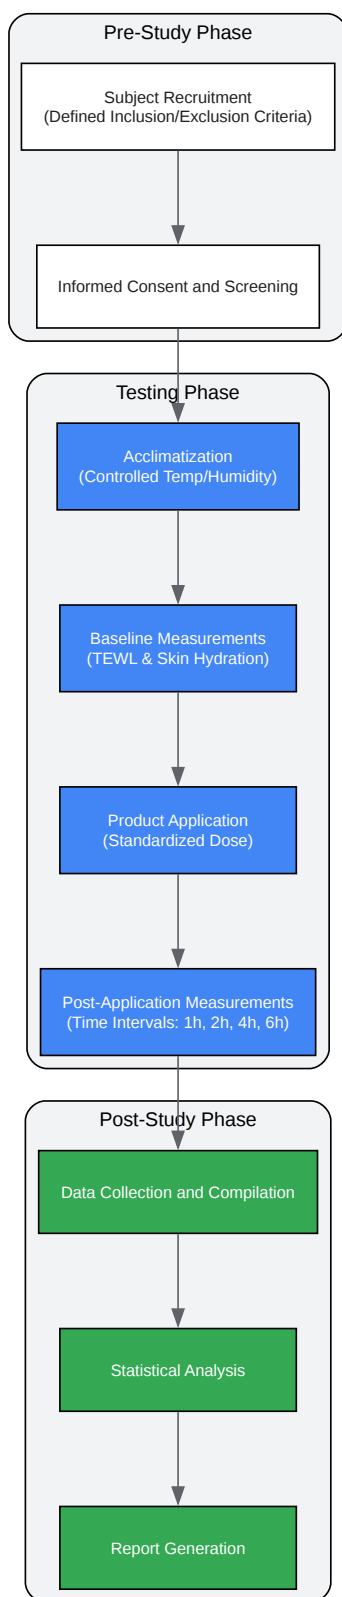 Pre-Study Phase
Subject Recruitment
(Defined Inclusion/Exclusion Criteria)
Informed Consent and Screening
Testing Phase
Acclimatization
(Controlled Temp/Humidity)
Baseline Measurements
(TEWL & Skin Hydration)
Product Application
(Standardized Dose)
Post-Application Measurements
(Time Intervals: 1h, 2h, 4h, 6h)
Post-Study Phase
Data Collection and Compilation
Statistical Analysis
Report Generation